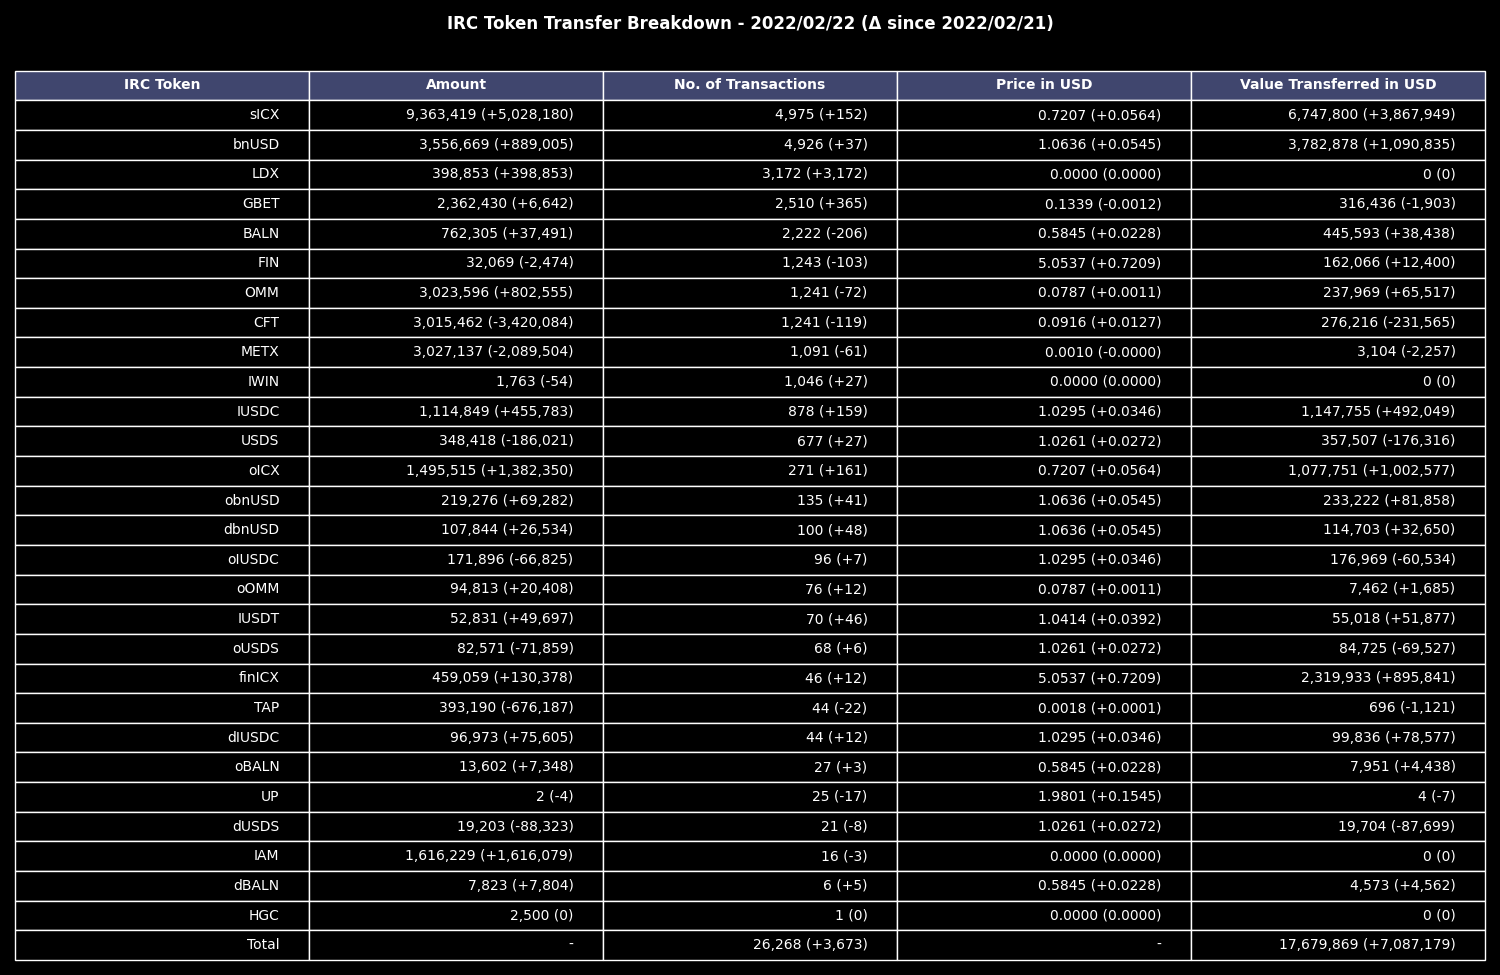 IRC Token Transfer Breakdown - 2022/02/22 (Δ since 2022/02/21)
IRC Token Amount No. of Transactions Price in USD Value Transferred in USD
sICX 9,363,419 (+5,028,180) 4,975 (+152) 0.7207 (+0.0564) 6,747,800 (+3,867,949)
bnUSD 3,556,669 (+889,005) 4,926 (+37) 1.0636 (+0.0545) 3,782,878 (+1,090,835)
LDX 398,853 (+398,853) 3,172 (+3,172) 0.0000 (0.0000) 0 (0)
GBET 2,362,430 (+6,642) 2,510 (+365) 0.1339 (-0.0012) 316,436 (-1,903)
BALN 762,305 (+37,491) 2,222 (-206) 0.5845 (+0.0228) 445,593 (+38,438)
FIN 32,069 (-2,474) 1,243 (-103) 5.0537 (+0.7209) 162,066 (+12,400)
OMM 3,023,596 (+802,555) 1,241 (-72) 0.0787 (+0.0011) 237,969 (+65,517)
CFT 3,015,462 (-3,420,084) 1,241 (-119) 0.0916 (+0.0127) 276,216 (-231,565)
METX 3,027,137 (-2,089,504) 1,091 (-61) 0.0010 (-0.0000) 3,104 (-2,257)
IWIN 1,763 (-54) 1,046 (+27) 0.0000 (0.0000) 0 (0)
IUSDC 1,114,849 (+455,783) 878 (+159) 1.0295 (+0.0346) 1,147,755 (+492,049)
USDS 348,418 (-186,021) 677 (+27) 1.0261 (+0.0272) 357,507 (-176,316)
oICX 1,495,515 (+1,382,350) 271 (+161) 0.7207 (+0.0564) 1,077,751 (+1,002,577)
obnUSD 219,276 (+69,282) 135 (+41) 1.0636 (+0.0545) 233,222 (+81,858)
dbnUSD 107,844 (+26,534) 100 (+48) 1.0636 (+0.0545) 114,703 (+32,650)
oIUSDC 171,896 (-66,825) 96 (+7) 1.0295 (+0.0346) 176,969 (-60,534)
oOMM 94,813 (+20,408) 76 (+12) 0.0787 (+0.0011) 7,462 (+1,685)
IUSDT 52,831 (+49,697) 70 (+46) 1.0414 (+0.0392) 55,018 (+51,877)
oUSDS 82,571 (-71,859) 68 (+6) 1.0261 (+0.0272) 84,725 (-69,527)
finICX 459,059 (+130,378) 46 (+12) 5.0537 (+0.7209) 2,319,933 (+895,841)
TAP 393,190 (-676,187) 44 (-22) 0.0018 (+0.0001) 696 (-1,121)
dIUSDC 96,973 (+75,605) 44 (+12) 1.0295 (+0.0346) 99,836 (+78,577)
oBALN 13,602 (+7,348) 27 (+3) 0.5845 (+0.0228) 7,951 (+4,438)
UP 2 (-4) 25 (-17) 1.9801 (+0.1545) 4 (-7)
dUSDS 19,203 (-88,323) 21 (-8) 1.0261 (+0.0272) 19,704 (-87,699)
IAM 1,616,229 (+1,616,079) 16 (-3) 0.0000 (0.0000) 0 (0)
dBALN 7,823 (+7,804) 6 (+5) 0.5845 (+0.0228) 4,573 (+4,562)
HGC 2,500 (0) 1 (0) 0.0000 (0.0000) 0 (0)
Total - 26,268 (+3,673) - 17,679,869 (+7,087,179)